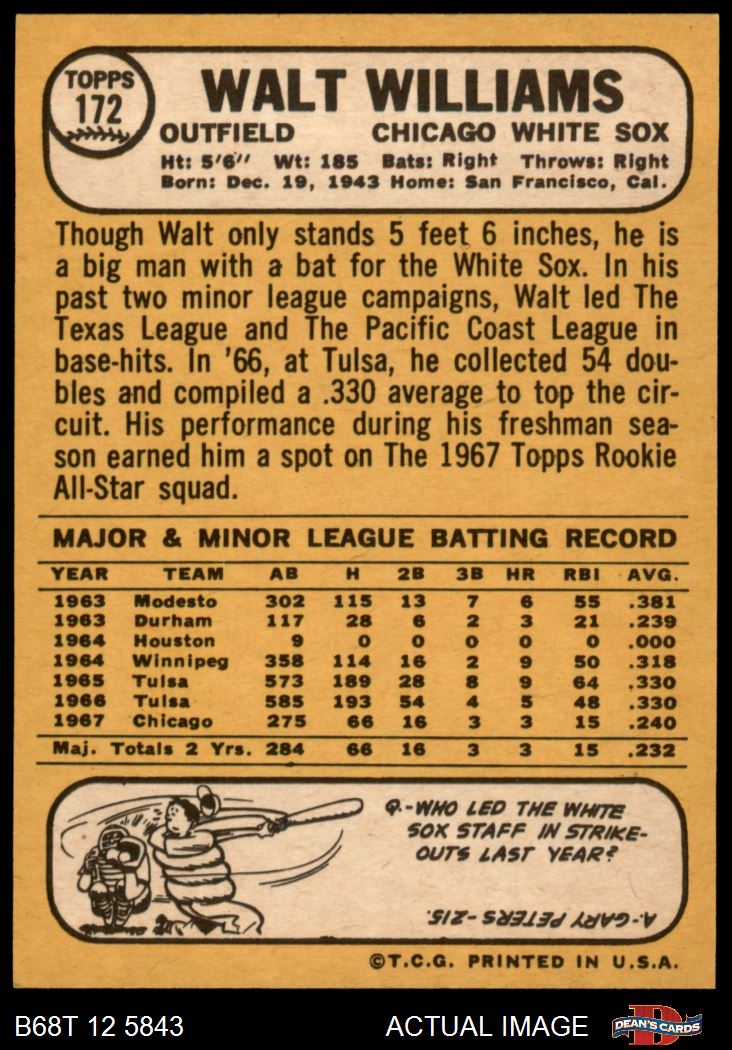 TOPPS
172
WALT WILLIAMS
OUTFIELD CHICAGO WHITE SOX
Ht: 5'6'' Wt: 185 Bats: Right Throws: Right
Born: Dec. 19, 1943 Home: San Francisco, Cal.
Though Walt only stands 5 feet 6 inches, he is
a big man with a bat for the White Sox. In his
past two minor league campaigns, Walt led The
Texas League and The Pacific Coast League in
base-hits. In '66, at Tulsa, he collected 54 dou-
bles and compiled a .330 average to top the cir-
cuit. His performance during his freshman sea-
son earned him a spot on The 1967 Topps Rookie
All-Star squad.
MAJOR & MINOR LEAGUE BATTING RECORD
YEAR TEAM AB H 2B 3B HR RBI AVG.
1963 Modesto 302 115 13 7 6 55 .381
1963 Durham 117 28 6 2 3 21 .239
1964 Houston 9 0 0 0 0 0 .000
1964 Winnipeg 358 114 16 2 9 50 .318
1965 Tulsa 573 189 28 8 9 64 .330
1966 Tulsa 585 193 54 4 5 48 .330
1967 Chicago 275 66 16 3 3 15 .240
Maj. Totals 2 Yrs. 284 66 16 3 3 15 .232
Q.-WHO LED THE WHITE
SOX STAFF IN STRIKE-
OUTS LAST YEAR?
A-GARY PETERS-215.
©T.C.G. PRINTED IN U.S.A.
B68T 12 5843 ACTUAL IMAGE
D
DEAN'S CARDS